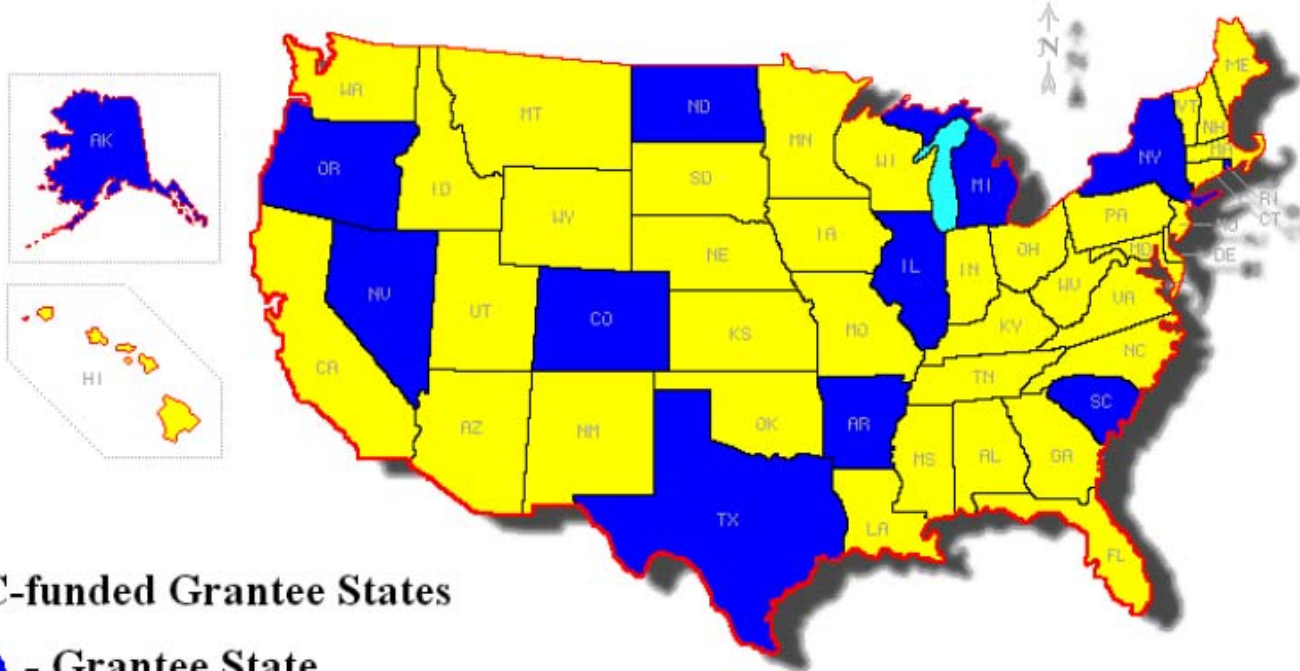 N
WA
MT
ND
MN
ME
VT
NH
AK
OR
ID
WY
SD
WI
MI
NY
MA
RI
CT
NV
UT
CO
NE
IA
IL
IN
OH
PA
NJ
MD
DE
WV
VA
HI
CA
KS
MO
KY
NC
TN
AZ
NM
OK
AR
SC
MS
AL
GA
TX
LA
FL
C-funded Grantee States
- Grantee State